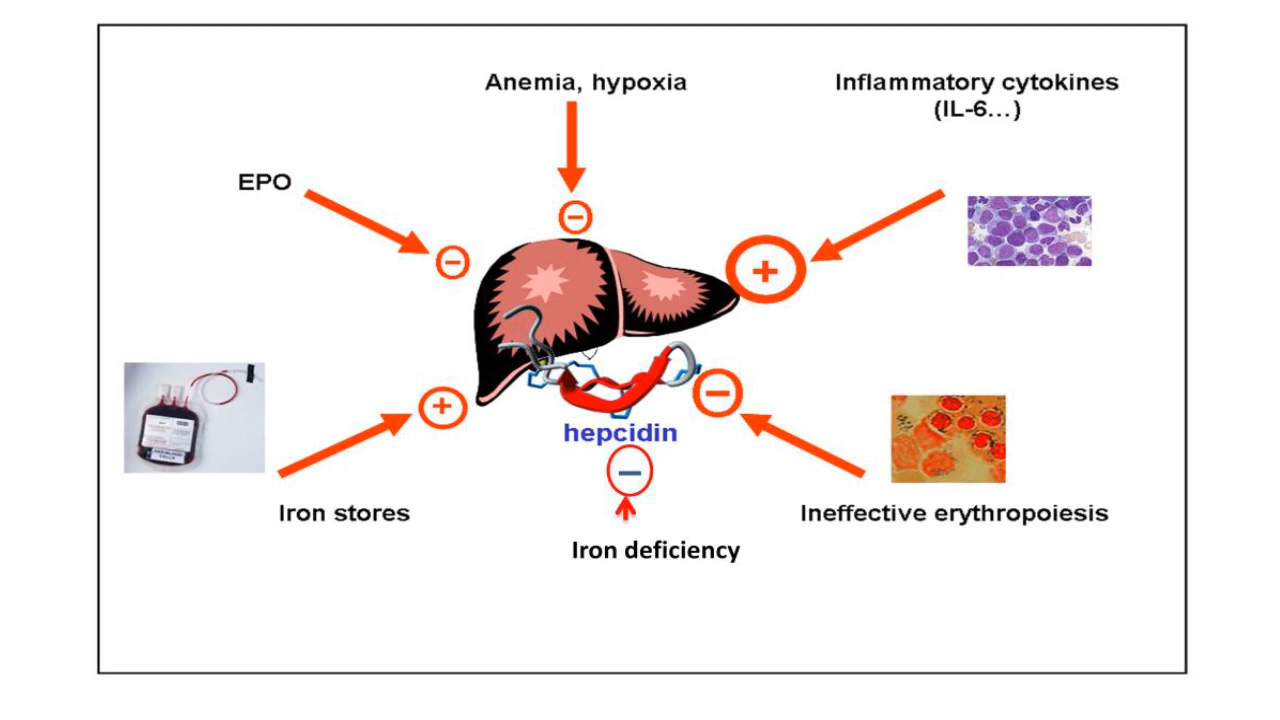 Anemia, hypoxia
Inflammatory cytokines
(IL-6...)
EPO
−
−
+
+
−
hepcidin
−
Iron stores
Ineffective erythropoiesis
Iron deficiency